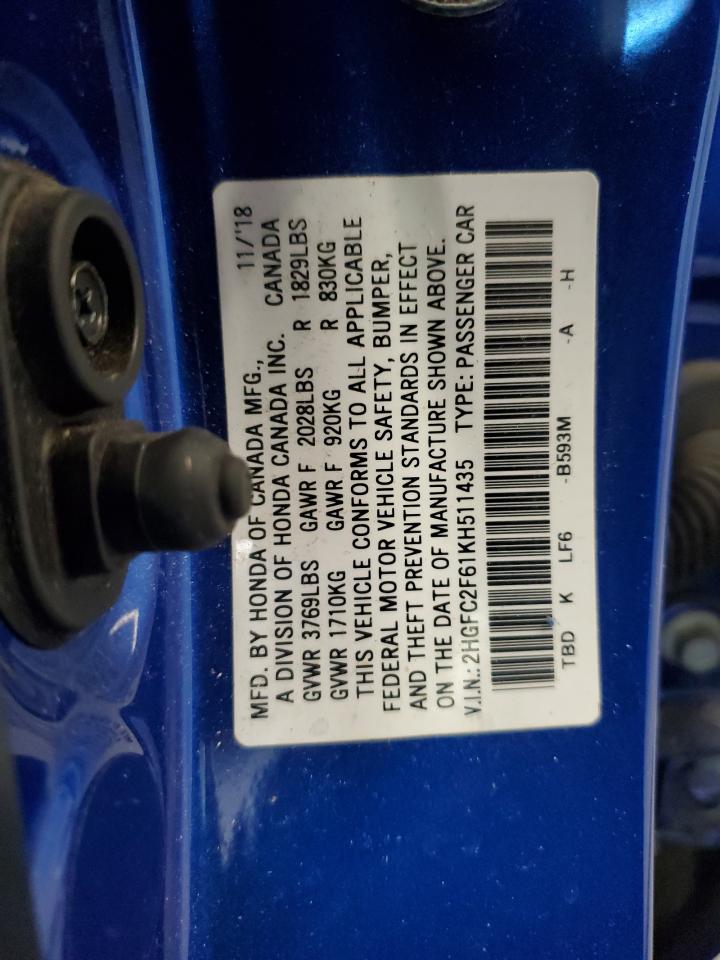 MFD. BY HONDA OF CANADA MFG., 11/'18
A DIVISION OF HONDA CANADA INC. CANADA
GVWR 3769LBS GAWR F 2028LBS R 1829LBS
GVWR 1710KG GAWR F 920KG R 830KG
THIS VEHICLE CONFORMS TO ALL APPLICABLE
FEDERAL MOTOR VEHICLE SAFETY, BUMPER,
AND THEFT PREVENTION STANDARDS IN EFFECT
ON THE DATE OF MANUFACTURE SHOWN ABOVE.
V.I.N.: 2HGFC2F61KH511435 TYPE: PASSENGER CAR
TBD K LF6 -B593M -A -H